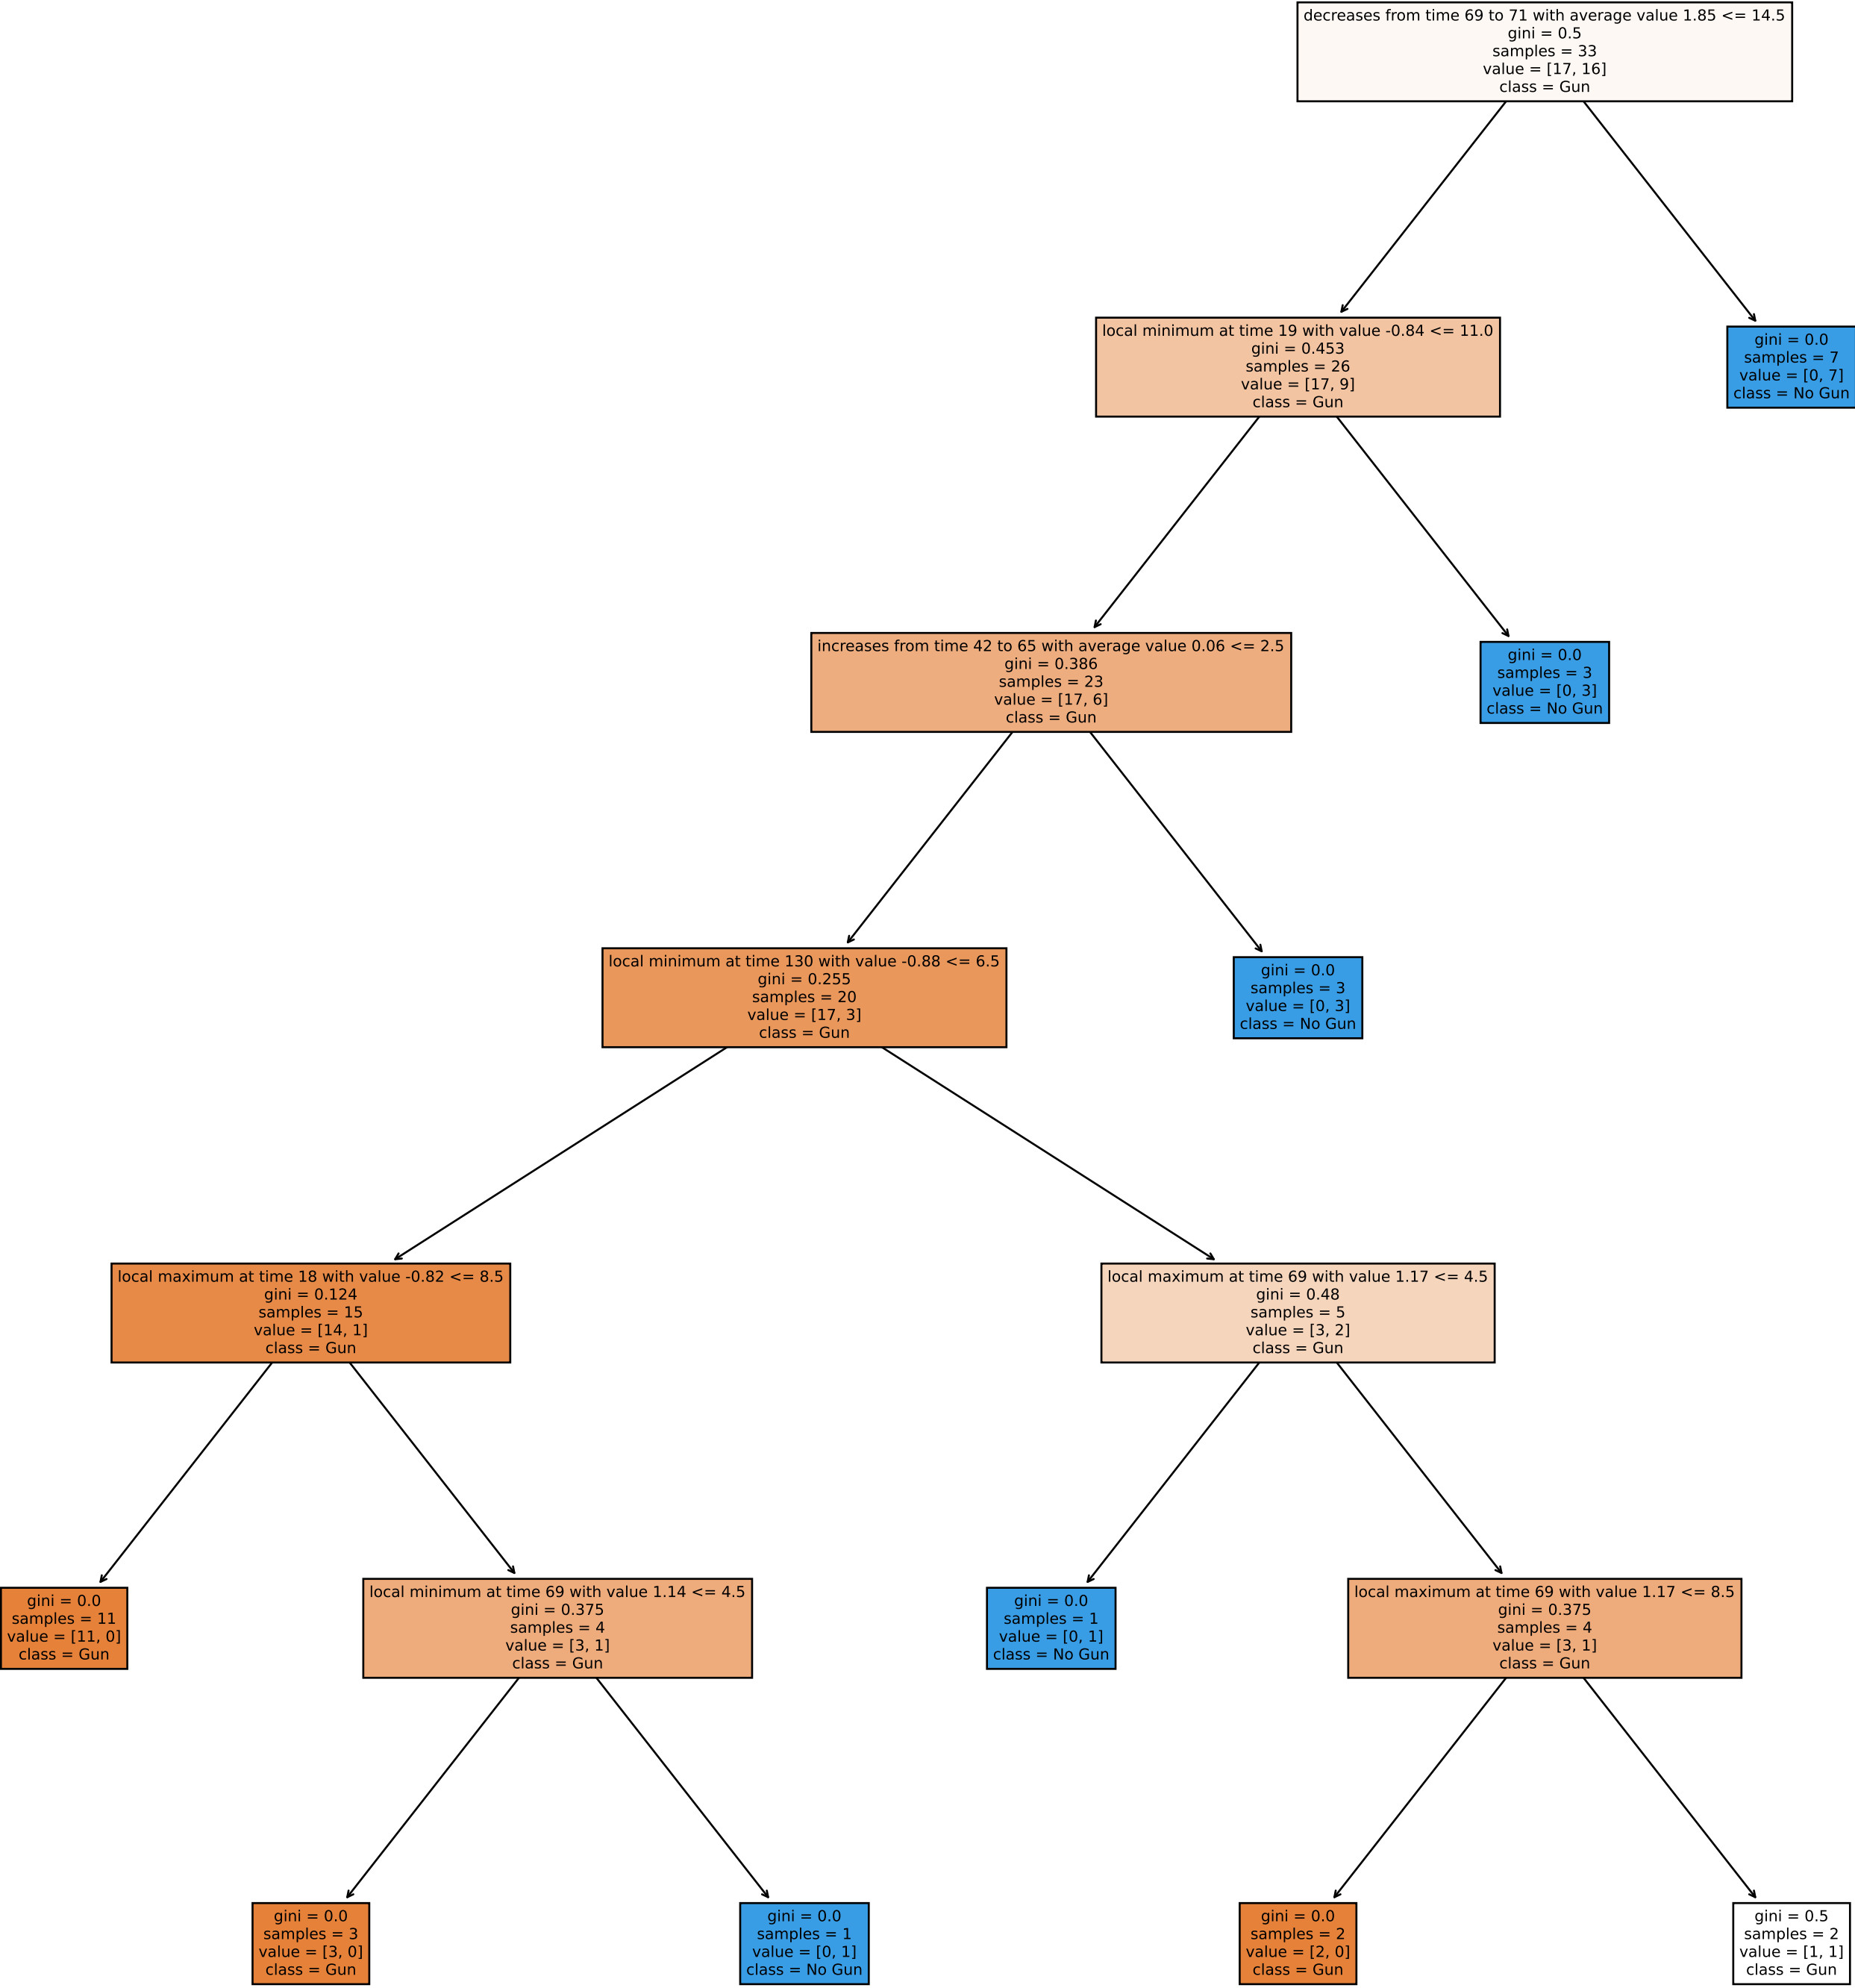 decreases from time 69 to 71 with average value 1.85 <= 14.5
gini = 0.5
samples = 33
value = [17, 16]
class = Gun
local minimum at time 19 with value -0.84 <= 11.0
gini = 0.453
samples = 26
value = [17, 9]
class = Gun
gini = 0.0
samples = 7
value = [0, 7]
class = No Gun
increases from time 42 to 65 with average value 0.06 <= 2.5
gini = 0.386
samples = 23
value = [17, 6]
class = Gun
gini = 0.0
samples = 3
value = [0, 3]
class = No Gun
local minimum at time 130 with value -0.88 <= 6.5
gini = 0.255
samples = 20
value = [17, 3]
class = Gun
gini = 0.0
samples = 3
value = [0, 3]
class = No Gun
local maximum at time 18 with value -0.82 <= 8.5
gini = 0.124
samples = 15
value = [14, 1]
class = Gun
local maximum at time 69 with value 1.17 <= 4.5
gini = 0.48
samples = 5
value = [3, 2]
class = Gun
gini = 0.0
samples = 11
value = [11, 0]
class = Gun
local minimum at time 69 with value 1.14 <= 4.5
gini = 0.375
samples = 4
value = [3, 1]
class = Gun
gini = 0.0
samples = 1
value = [0, 1]
class = No Gun
local maximum at time 69 with value 1.17 <= 8.5
gini = 0.375
samples = 4
value = [3, 1]
class = Gun
gini = 0.0
samples = 3
value = [3, 0]
class = Gun
gini = 0.0
samples = 1
value = [0, 1]
class = No Gun
gini = 0.0
samples = 2
value = [2, 0]
class = Gun
gini = 0.5
samples = 2
value = [1, 1]
class = Gun